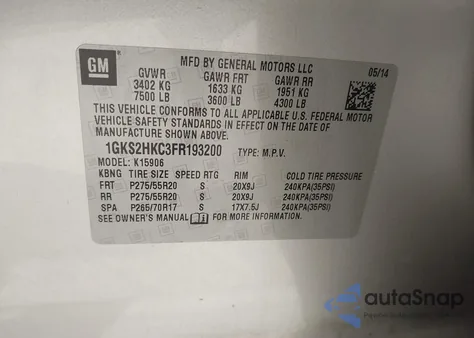 GM
MFD BY GENERAL MOTORS LLC
05/14
GVWR GAWR FRT GAWR RR
3402 KG 1633 KG 1951 KG
7500 LB 3600 LB 4300 LB
THIS VEHICLE CONFORMS TO ALL APPLICABLE U.S. FEDERAL MOTOR
VEHICLE SAFETY STANDARDS IN EFFECT ON THE DATE OF
MANUFACTURE SHOWN ABOVE.
1GKS2HKC3FR193200 TYPE: M.P.V.
MODEL: K15906
KBNG TIRE SIZE SPEED RTG RIM COLD TIRE PRESSURE
FRT P275/55R20 S 20X9J 240KPA(35PSI)
RR P275/55R20 S 20X9J 240KPA(35PSI)
SPA P265/70R17 S 17X7.5J 240KPA(35PSI)
SEE OWNER'S MANUAL FOR MORE INFORMATION.
autoSnap